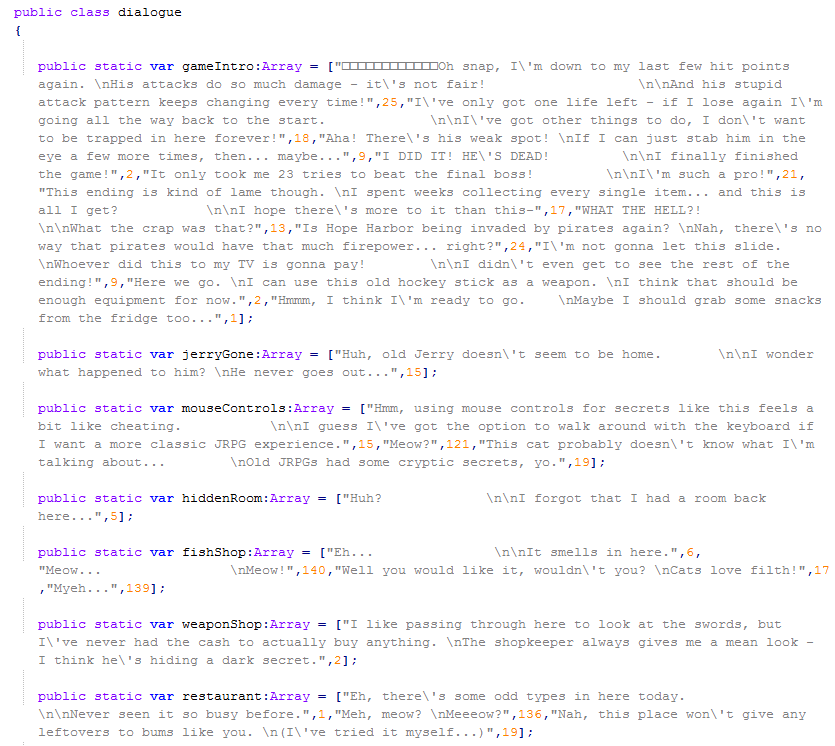 public class dialogue
{
public static var gameIntro:Array = ["□□□□□□□□□□□□Oh snap, I\'m down to my last few hit points
again. \nHis attacks do so much damage - it\'s not fair! \n\nAnd his stupid
attack pattern keeps changing every time!",25,"I\'ve only got one life left - if I lose again I\'m
going all the way back to the start. \n\nI\'ve got other things to do, I don\'t want
to be trapped in here forever!",18,"Aha! There\'s his weak spot! \nIf I can just stab him in the
eye a few more times, then... maybe...",9,"I DID IT! HE\'S DEAD! \n\nI finally finished
the game!",2,"It only took me 23 tries to beat the final boss! \n\nI\'m such a pro!",21,
"This ending is kind of lame though. \nI spent weeks collecting every single item... and this is
all I get? \n\nI hope there\'s more to it than this-",17,"WHAT THE HELL?!
\n\nWhat the crap was that?",13,"Is Hope Harbor being invaded by pirates again? \nNah, there\'s no
way that pirates would have that much firepower... right?",24,"I\'m not gonna let this slide.
\nWhoever did this to my TV is gonna pay! \n\nI didn\'t even get to see the rest of the
ending!",9,"Here we go. \nI can use this old hockey stick as a weapon. \nI think that should be
enough equipment for now.",2,"Hmmm, I think I\'m ready to go. \nMaybe I should grab some snacks
from the fridge too...",1];
public static var jerryGone:Array = ["Huh, old Jerry doesn\'t seem to be home. \n\nI wonder
what happened to him? \nHe never goes out...",15];
public static var mouseControls:Array = ["Hmm, using mouse controls for secrets like this feels a
bit like cheating. \n\nI guess I\'ve got the option to walk around with the keyboard if
I want a more classic JRPG experience.",15,"Meow?",121,"This cat probably doesn\'t know what I\'m
talking about... \nOld JRPGs had some cryptic secrets, yo.",19];
public static var hiddenRoom:Array = ["Huh? \n\nI forgot that I had a room back
here...",5];
public static var fishShop:Array = ["Eh... \n\nIt smells in here.",6,
"Meow... \nMeow!",140,"Well you would like it, wouldn\'t you? \nCats love filth!",17
,"Myeh...",139];
public static var weaponShop:Array = ["I like passing through here to look at the swords, but
I\'ve never had the cash to actually buy anything. \nThe shopkeeper always gives me a mean look -
I think he\'s hiding a dark secret.",2];
public static var restaurant:Array = ["Eh, there\'s some odd types in here today.
\n\nNever seen it so busy before.",1,"Meh, meow? \nMeeeow?",136,"Nah, this place won\'t give any
leftovers to bums like you. \n(I\'ve tried it myself...)",19];